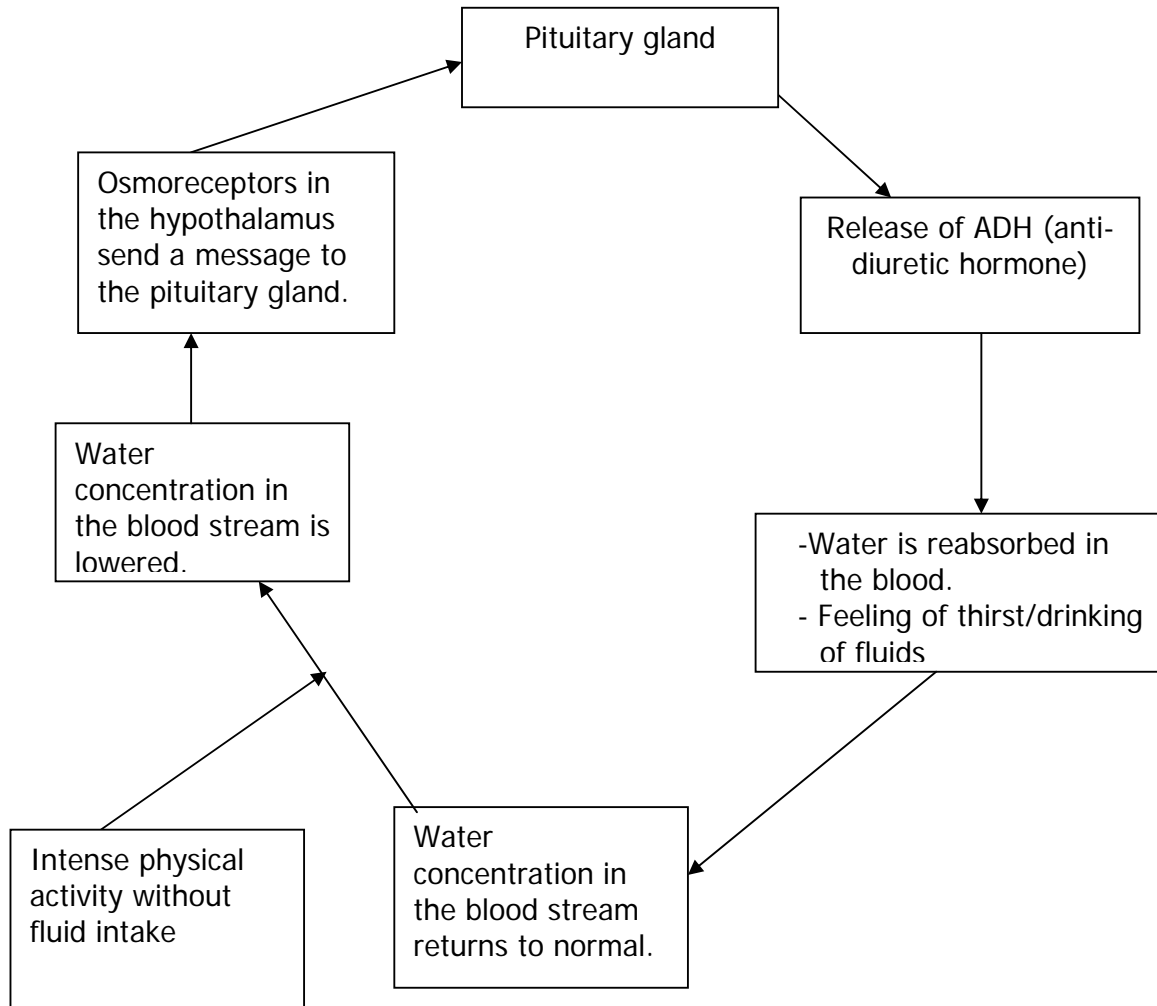 Pituitary gland
Osmoreceptors in
the hypothalamus
send a message to
the pituitary gland.
Release of ADH (anti-
diuretic hormone)
Water
concentration in
the blood stream is
lowered.
-Water is reabsorbed in
the blood.
- Feeling of thirst/drinking
of fluids
Intense physical
activity without
fluid intake
Water
concentration in
the blood stream
returns to normal.